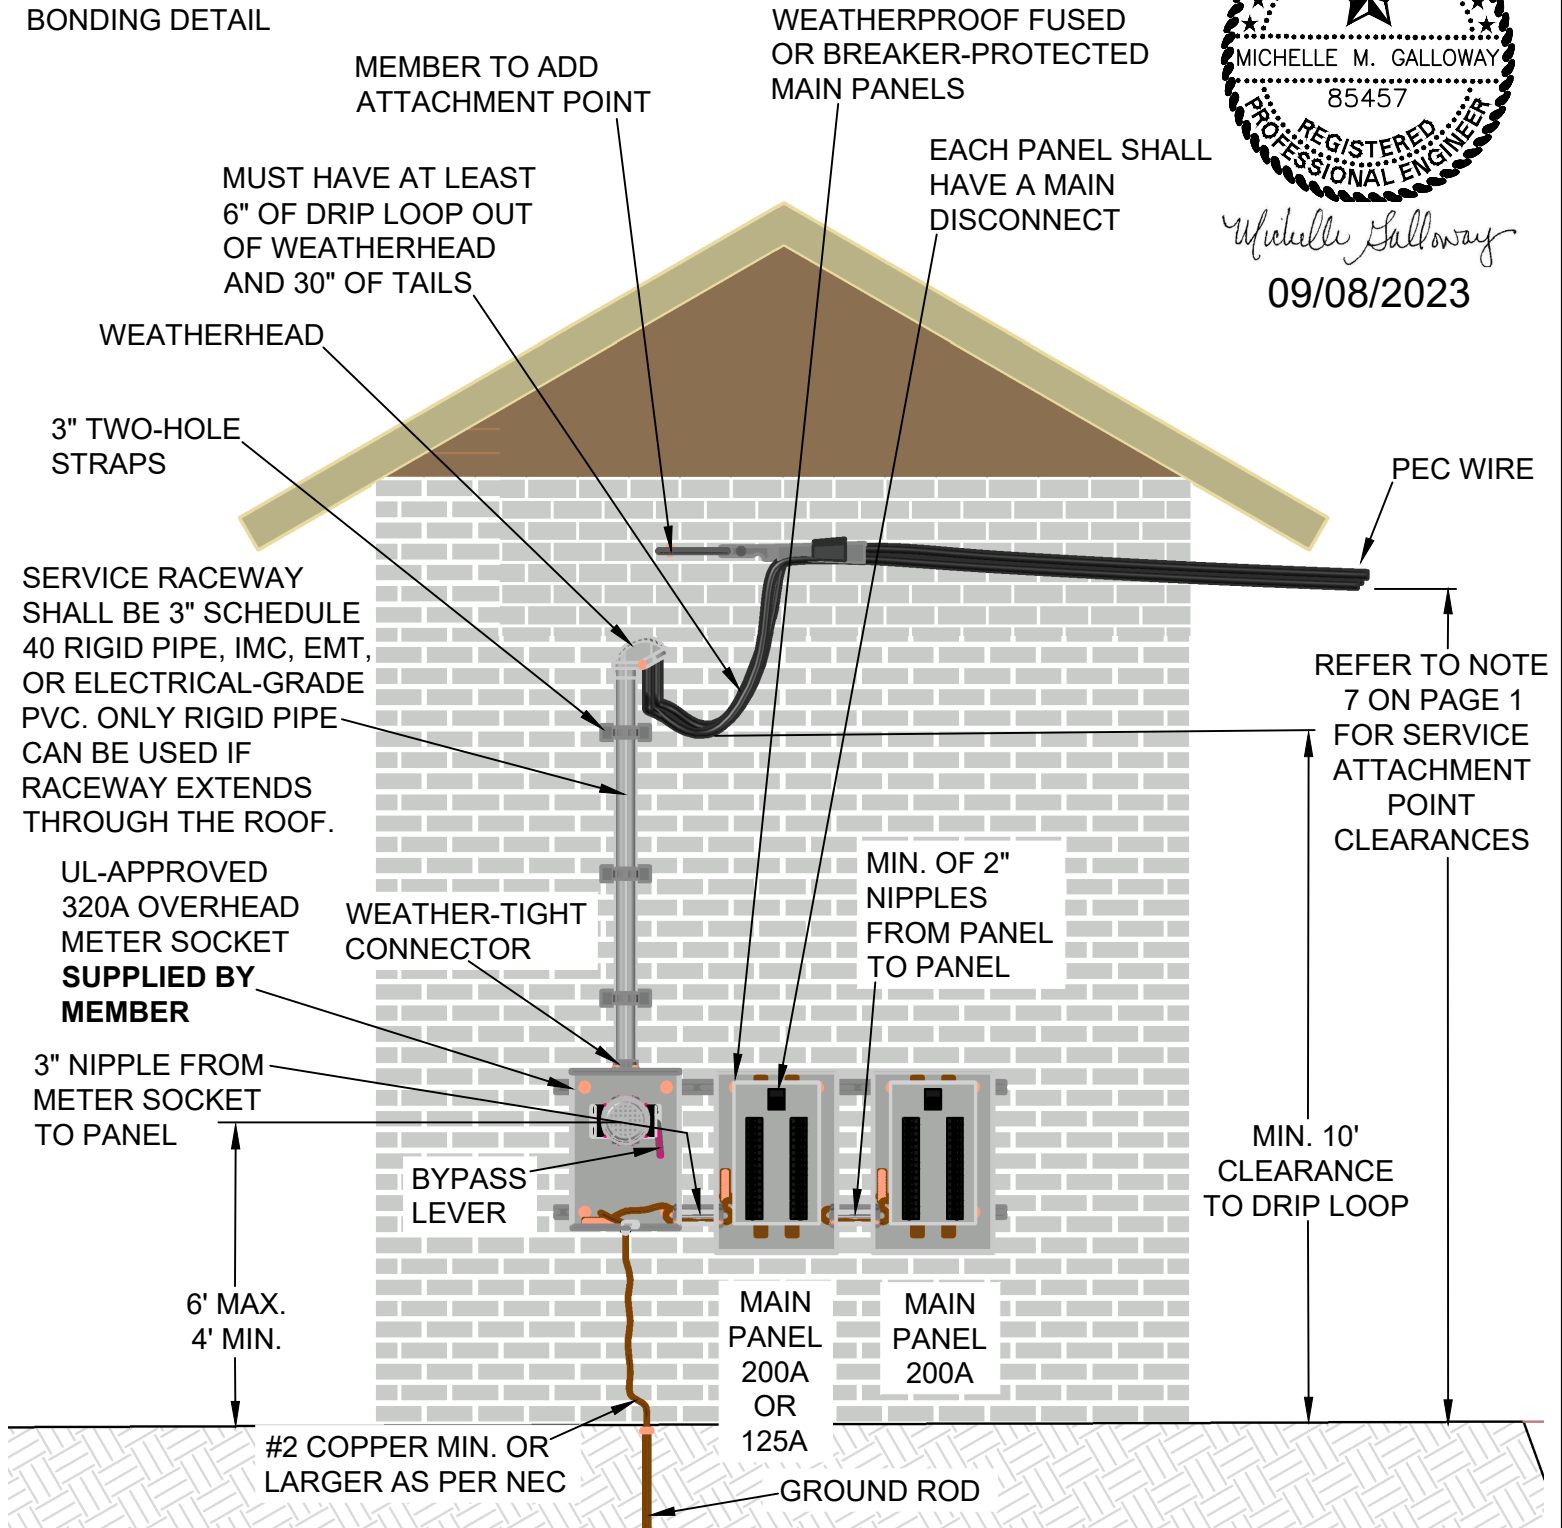 BONDING DETAIL
MEMBER TO ADD
ATTACHMENT POINT
WEATHERPROOF FUSED
OR BREAKER-PROTECTED
MAIN PANELS
MICHELLE M. GALLOWAY
85457
REGISTERED
PROFESSIONAL ENGINEER
Michelle Galloway
09/08/2023
EACH PANEL SHALL
HAVE A MAIN
DISCONNECT
MUST HAVE AT LEAST
6" OF DRIP LOOP OUT
OF WEATHERHEAD
AND 30" OF TAILS
WEATHERHEAD
3" TWO-HOLE
STRAPS
PEC WIRE
SERVICE RACEWAY
SHALL BE 3" SCHEDULE
40 RIGID PIPE, IMC, EMT,
OR ELECTRICAL-GRADE
PVC. ONLY RIGID PIPE
CAN BE USED IF
RACEWAY EXTENDS
THROUGH THE ROOF.
REFER TO NOTE
7 ON PAGE 1
FOR SERVICE
ATTACHMENT
POINT
CLEARANCES
UL-APPROVED
320A OVERHEAD
METER SOCKET
SUPPLIED BY
MEMBER
WEATHER-TIGHT
CONNECTOR
MIN. OF 2"
NIPPLES
FROM PANEL
TO PANEL
3" NIPPLE FROM
METER SOCKET
TO PANEL
BYPASS
LEVER
MIN. 10'
CLEARANCE
TO DRIP LOOP
6' MAX.
4' MIN.
MAIN
PANEL
200A
OR
125A
MAIN
PANEL
200A
#2 COPPER MIN. OR
LARGER AS PER NEC
GROUND ROD